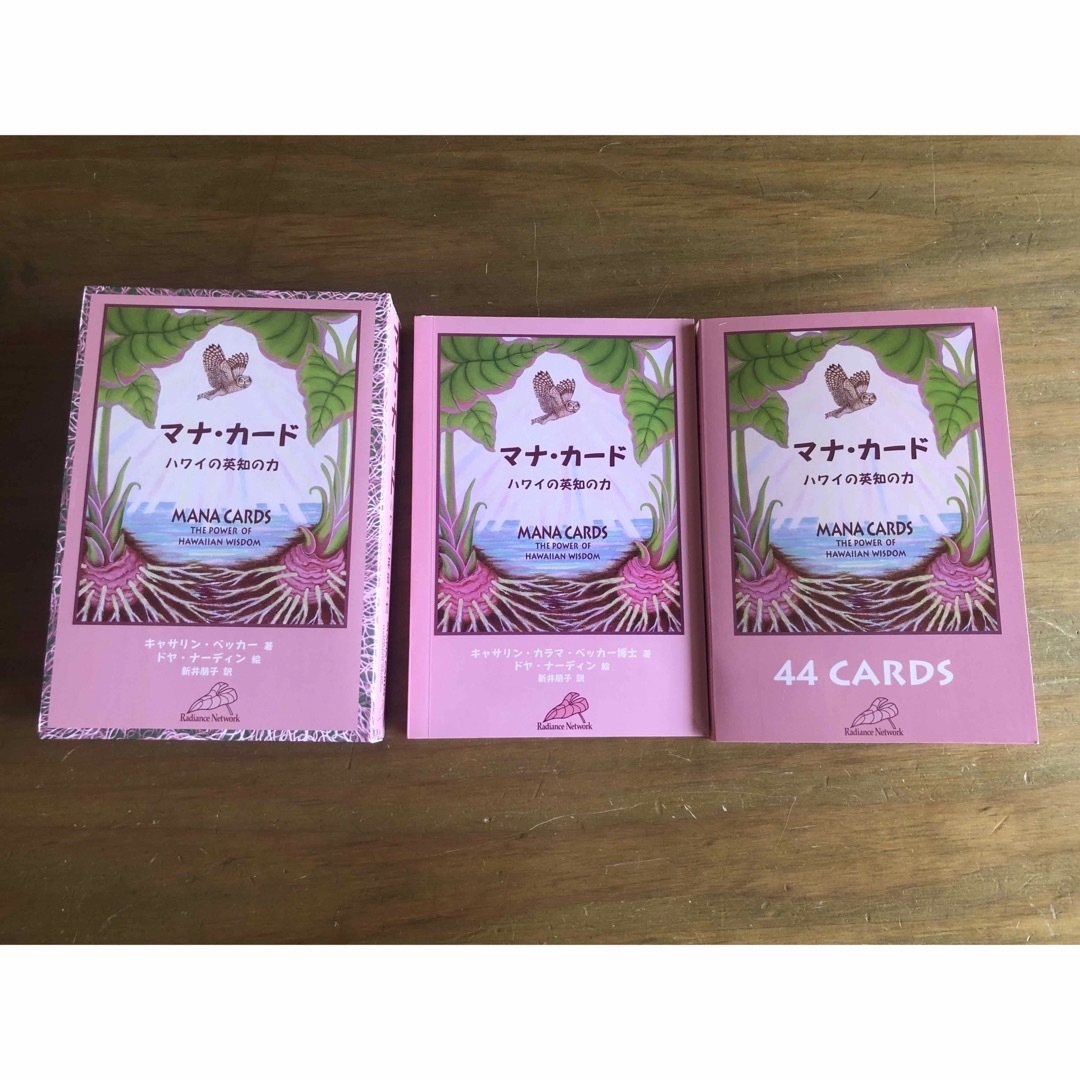 マナ・カード
ハワイの英知の力
MANA CARDS
THE POWER OF
HAWAIIAN WISDOM
キャサリン・ベッカー 著
ドヤ・ナーディン 絵
新井朋子 訳
Radiance Network
マナ・カード
ハワイの英知の力
MANA CARDS
THE POWER OF
HAWAIIAN WISDOM
キャサリン・カラマ・ベッカー博士 著
ドヤ・ナーディン 絵
新井朋子 訳
Radiance Network
マナ・カード
ハワイの英知の力
MANA CARDS
THE POWER OF
HAWAIIAN WISDOM
44 CARDS
Radiance Network